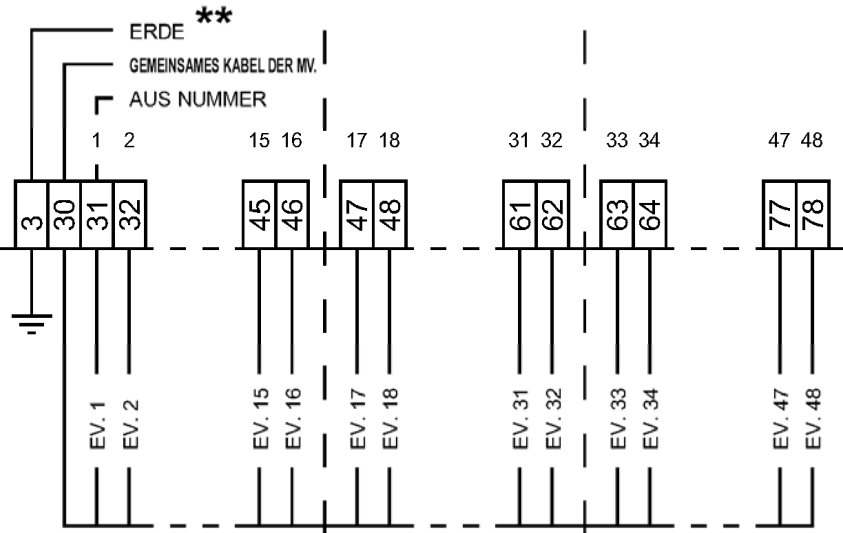 ERDE **
GEMEINSAMES KABEL DER MV.
AUS NUMMER
1 2 15 16 17 18 31 32 33 34 47 48
3 30 31 32 45 46 47 48 61 62 63 64 77 78
EV. 1 EV. 2 EV. 15 EV. 16 EV. 17 EV. 18 EV. 31 EV. 32 EV. 33 EV. 34 EV. 47 EV. 48